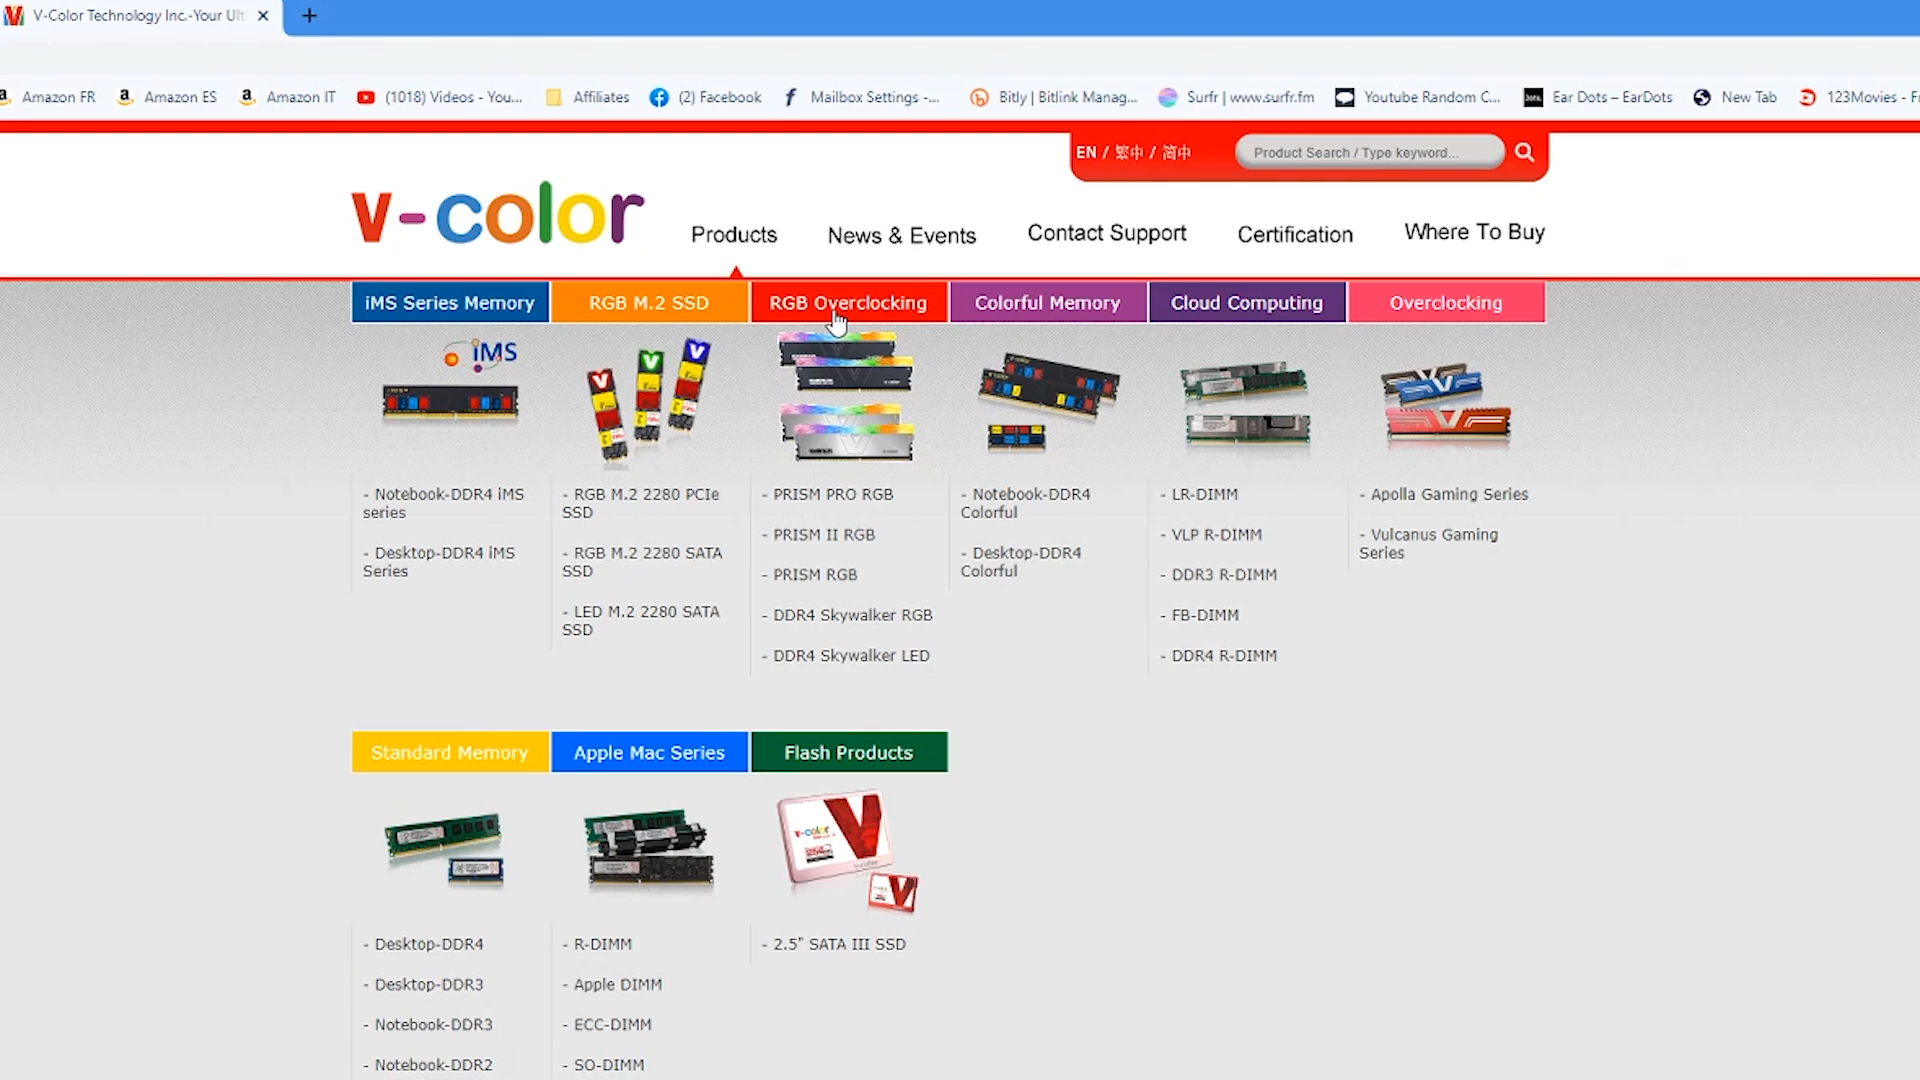 V-Color Technology Inc.-Your Ult
Amazon FR
Amazon ES
Amazon IT
(1018) Videos - You...
Affiliates
(2) Facebook
Mailbox Settings -...
Bitly | Bitlink Manag...
Surfr | www.surfr.fm
Youtube Random C...
Ear Dots – EarDots
New Tab
123Movies - F
EN / 繁中 / 简中
Product Search / Type keyword...
v-color
Products
News & Events
Contact Support
Certification
Where To Buy
iMS Series Memory
RGB M.2 SSD
RGB Overclocking
Colorful Memory
Cloud Computing
Overclocking
iMS
- Notebook-DDR4 iMS
series
- Desktop-DDR4 iMS
Series
- RGB M.2 2280 PCIe
SSD
- RGB M.2 2280 SATA
SSD
- LED M.2 2280 SATA
SSD
- PRISM PRO RGB
- PRISM II RGB
- PRISM RGB
- DDR4 Skywalker RGB
- DDR4 Skywalker LED
- Notebook-DDR4
Colorful
- Desktop-DDR4
Colorful
- LR-DIMM
- VLP R-DIMM
- DDR3 R-DIMM
- FB-DIMM
- DDR4 R-DIMM
- Apolla Gaming Series
- Vulcanus Gaming
Series
Standard Memory
Apple Mac Series
Flash Products
v-color
- Desktop-DDR4
- Desktop-DDR3
- Notebook-DDR3
- Notebook-DDR2
- R-DIMM
- Apple DIMM
- ECC-DIMM
- SO-DIMM
- 2.5" SATA III SSD